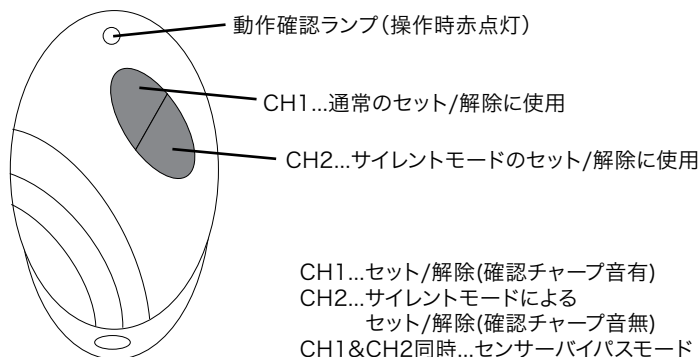 動作確認ランプ（操作時赤点灯）
CH1...通常のセット/解除に使用
CH2...サイレントモードのセット/解除に使用
CH1...セット/解除(確認チャープ音有)
CH2...サイレントモードによる
セット/解除(確認チャープ音無)
CH1&CH2同時...センサーバイパスモード